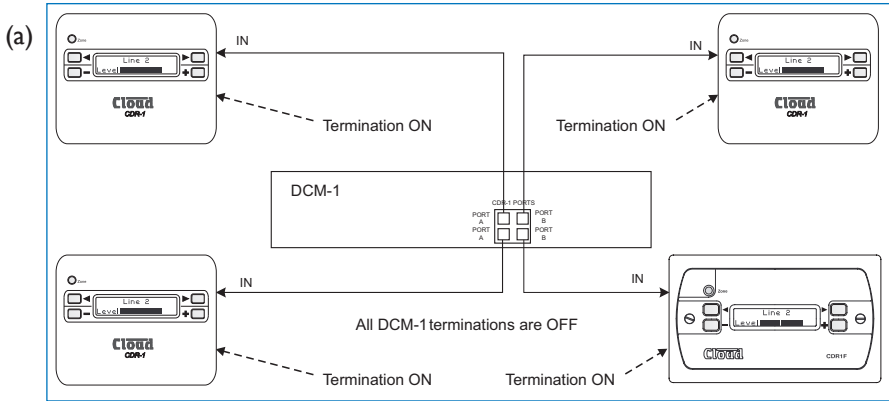 (a)
Zone
Line 2
Level
Cloud
CDR-1
IN
Termination ON
IN
Termination ON
Zone
Line 2
Level
Cloud
CDR-1
DCM-1
CDR-1 PORTS
PORT A
PORT B
PORT A
PORT B
Zone
Line 2
Level
Cloud
CDR-1
IN
All DCM-1 terminations are OFF
Termination ON
IN
Termination ON
Zone
Line 2
Level
Cloud
CDR1F